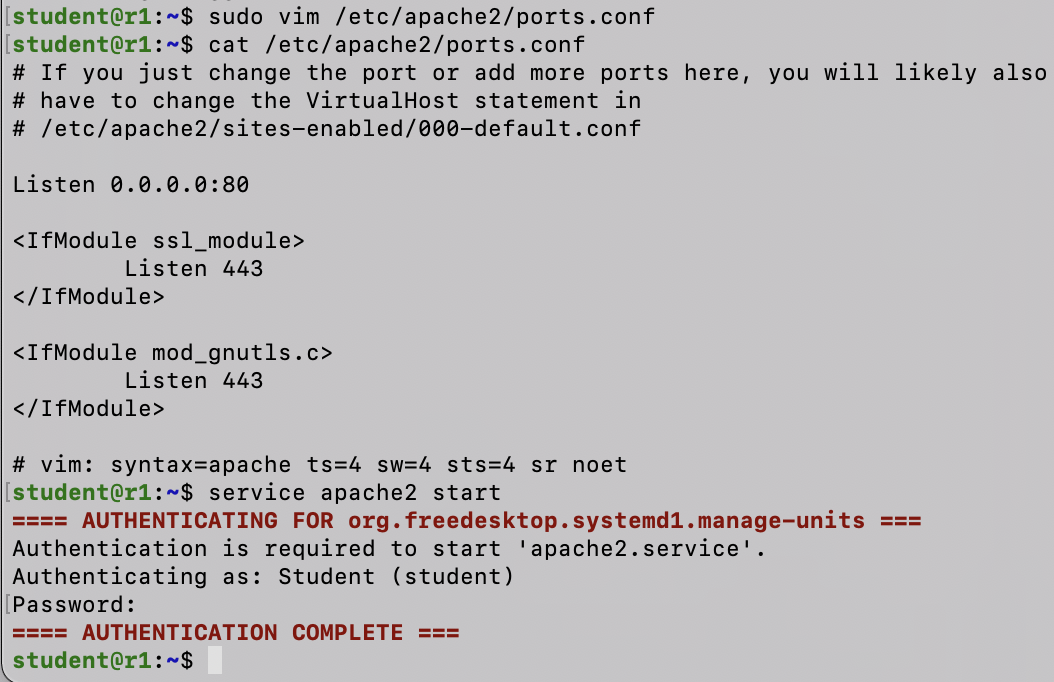 student@r1:~$ sudo vim /etc/apache2/ports.conf
student@r1:~$ cat /etc/apache2/ports.conf
# If you just change the port or add more ports here, you will likely also
# have to change the VirtualHost statement in
# /etc/apache2/sites-enabled/000-default.conf

Listen 0.0.0.0:80

<IfModule ssl_module>
        Listen 443
</IfModule>

<IfModule mod_gnutls.c>
        Listen 443
</IfModule>

# vim: syntax=apache ts=4 sw=4 sts=4 sr noet
student@r1:~$ service apache2 start
==== AUTHENTICATING FOR org.freedesktop.systemd1.manage-units ===
Authentication is required to start 'apache2.service'.
Authenticating as: Student (student)
Password:
==== AUTHENTICATION COMPLETE ===
student@r1:~$